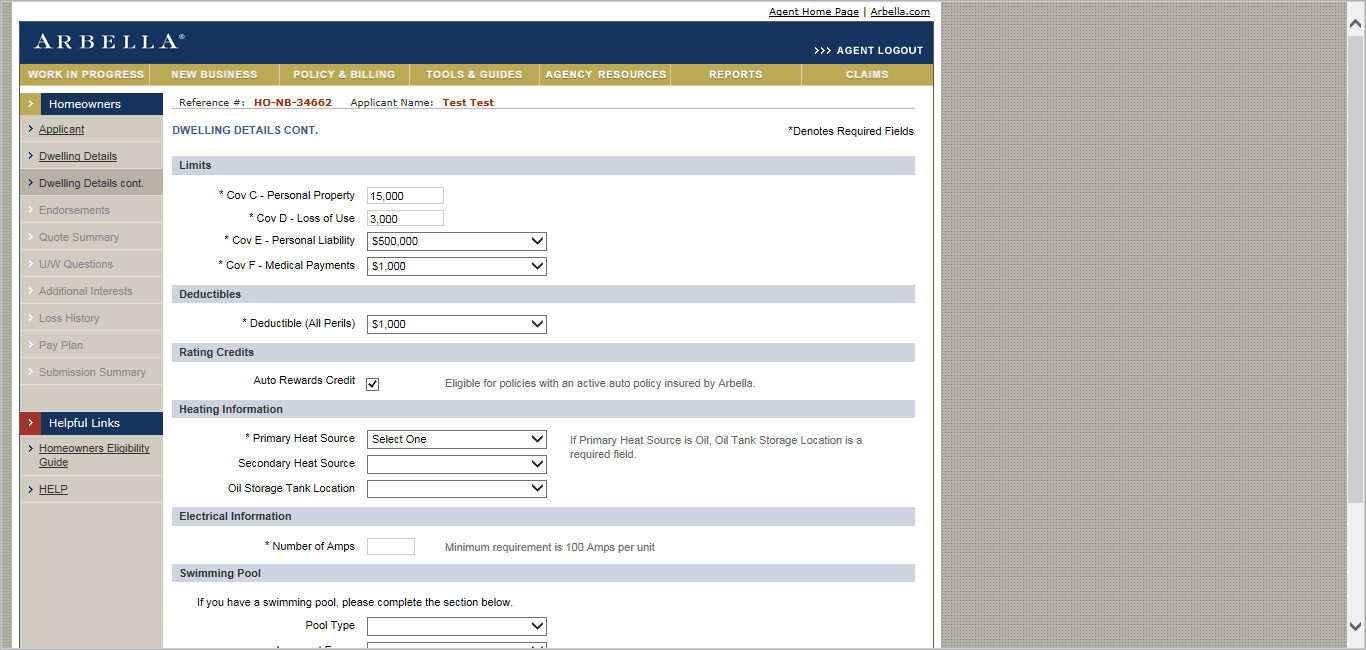 Agent Home Page | Arbella.com
ARBELLA®
>>> AGENT LOGOUT
WORK IN PROGRESS NEW BUSINESS POLICY & BILLING TOOLS & GUIDES AGENCY RESOURCES REPORTS CLAIMS
Homeowners
Applicant
Dwelling Details
Dwelling Details cont.
Endorsements
Quote Summary
U/W Questions
Additional Interests
Loss History
Pay Plan
Submission Summary
Helpful Links
Homeowners Eligibility
Guide
HELP
Reference #: HO-NB-34662 Applicant Name: Test Test
DWELLING DETAILS CONT.
*Denotes Required Fields
Limits
* Cov C - Personal Property 15,000
* Cov D - Loss of Use 3,000
* Cov E - Personal Liability $500,000
* Cov F - Medical Payments $1,000
Deductibles
* Deductible (All Perils) $1,000
Rating Credits
Auto Rewards Credit Eligible for policies with an active auto policy insured by Arbella.
Heating Information
* Primary Heat Source Select One If Primary Heat Source is Oil, Oil Tank Storage Location is a
required field.
Secondary Heat Source
Oil Storage Tank Location
Electrical Information
* Number of Amps Minimum requirement is 100 Amps per unit
Swimming Pool
If you have a swimming pool, please complete the section below.
Pool Type